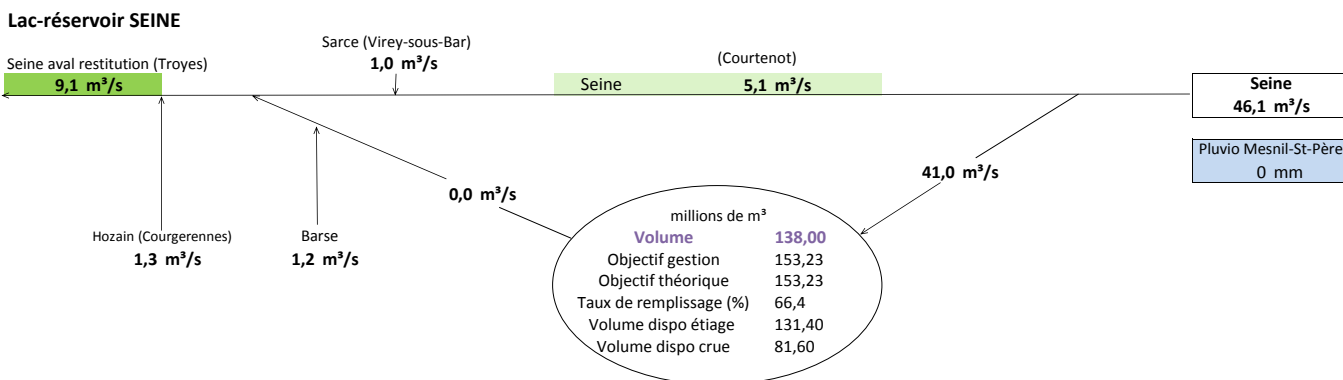 Lac-réservoir SEINE
Sarce (Virey-sous-Bar)
1,0 m³/s
(Courtenot)
Seine aval restitution (Troyes)
9,1 m³/s
Seine 5,1 m³/s
Seine
46,1 m³/s
Pluvio Mesnil-St-Père
0 mm
41,0 m³/s
0,0 m³/s
Hozain (Courgerennes)
1,3 m³/s
Barse
1,2 m³/s
millions de m³
Volume 138,00
Objectif gestion 153,23
Objectif théorique 153,23
Taux de remplissage (%) 66,4
Volume dispo étiage 131,40
Volume dispo crue 81,60